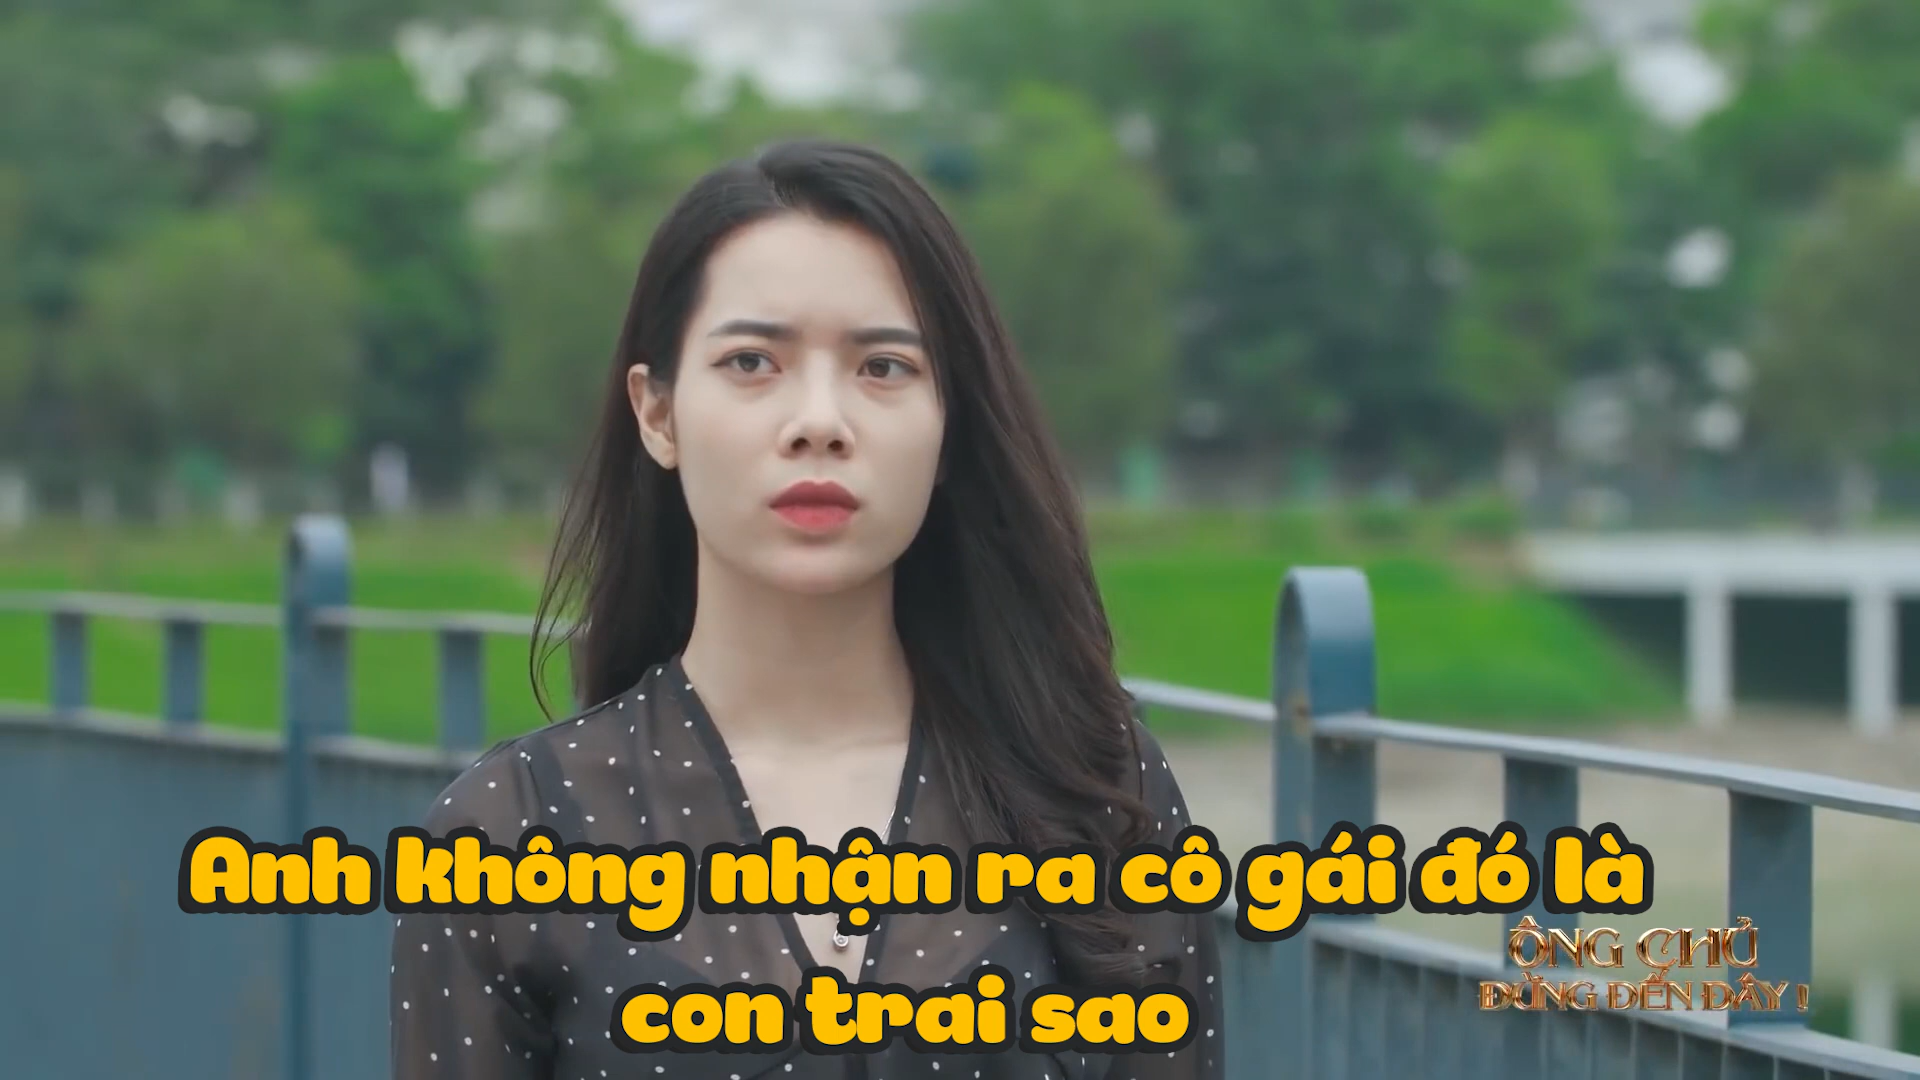 Anh không nhận ra cô gái đó là
con trai sao
ÔNG CHỦ
ĐỪNG ĐẾN ĐÂY !